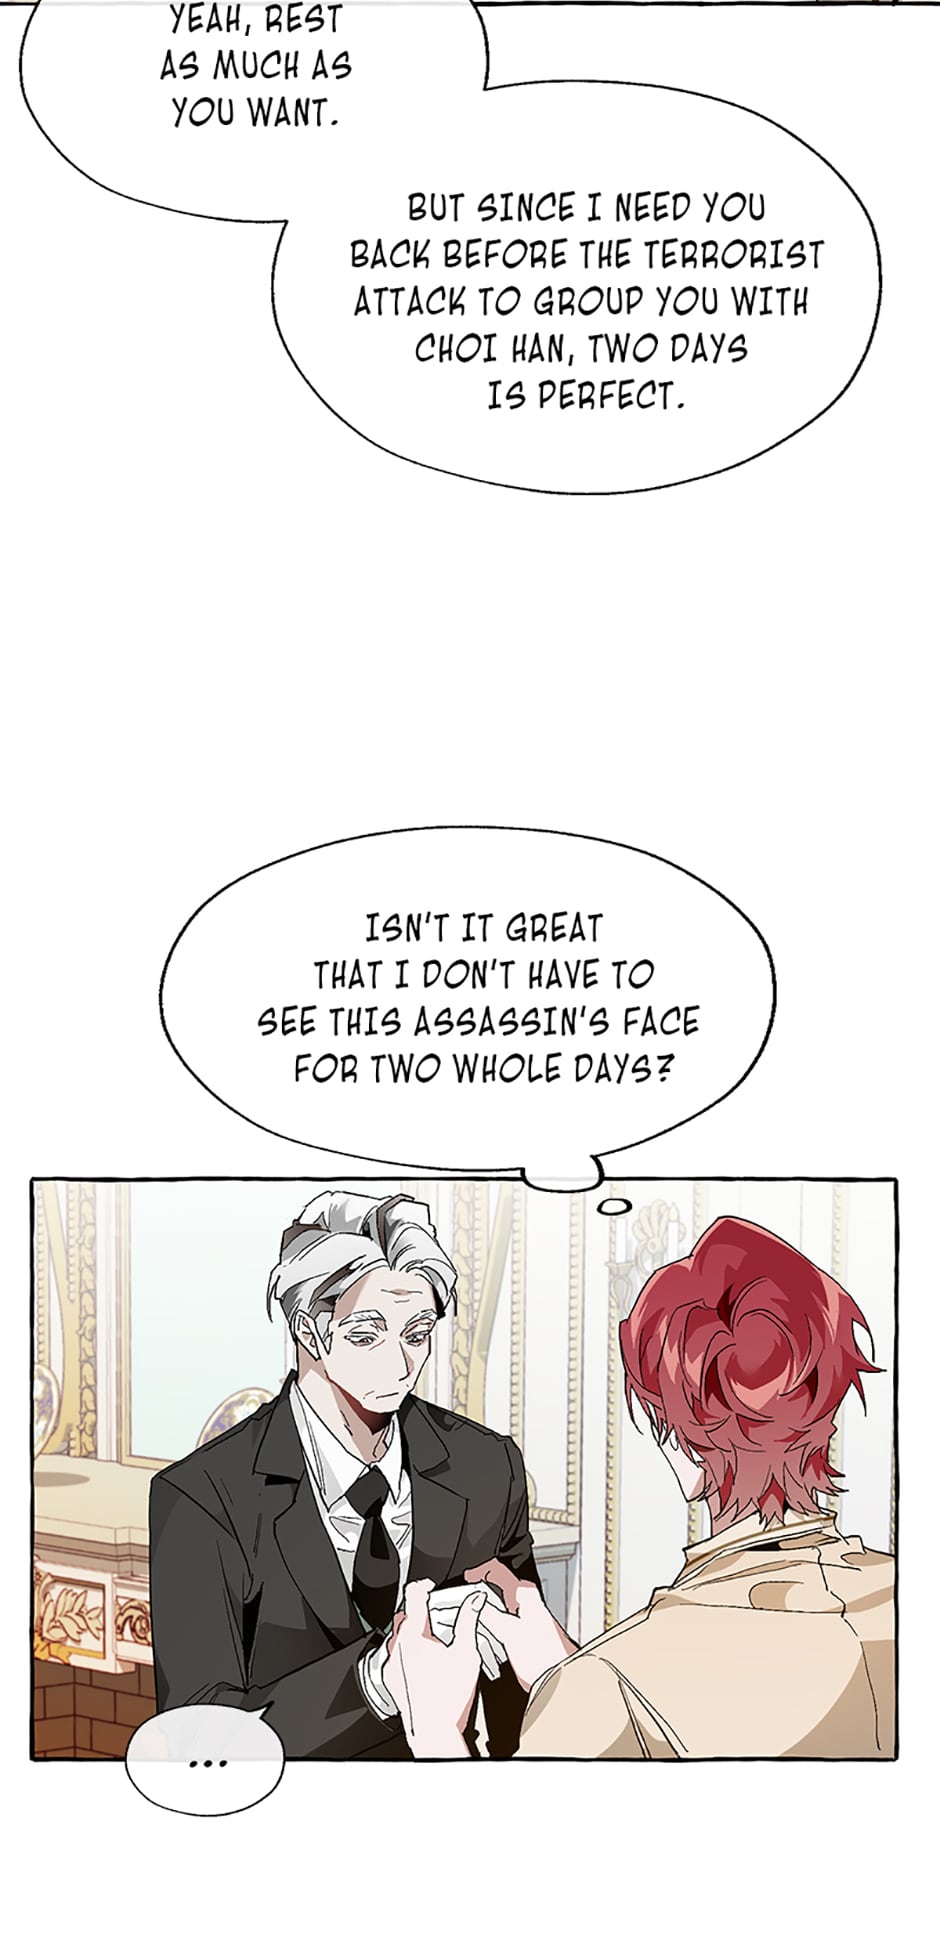 YEAH, REST
AS MUCH AS
YOU WANT.
BUT SINCE I NEED YOU
BACK BEFORE THE TERRORIST
ATTACK TO GROUP YOU WITH
CHOI HAN, TWO DAYS
IS PERFECT.
ISN'T IT GREAT
THAT I DON'T HAVE TO
SEE THIS ASSASSIN'S FACE
FOR TWO WHOLE DAYS?
...